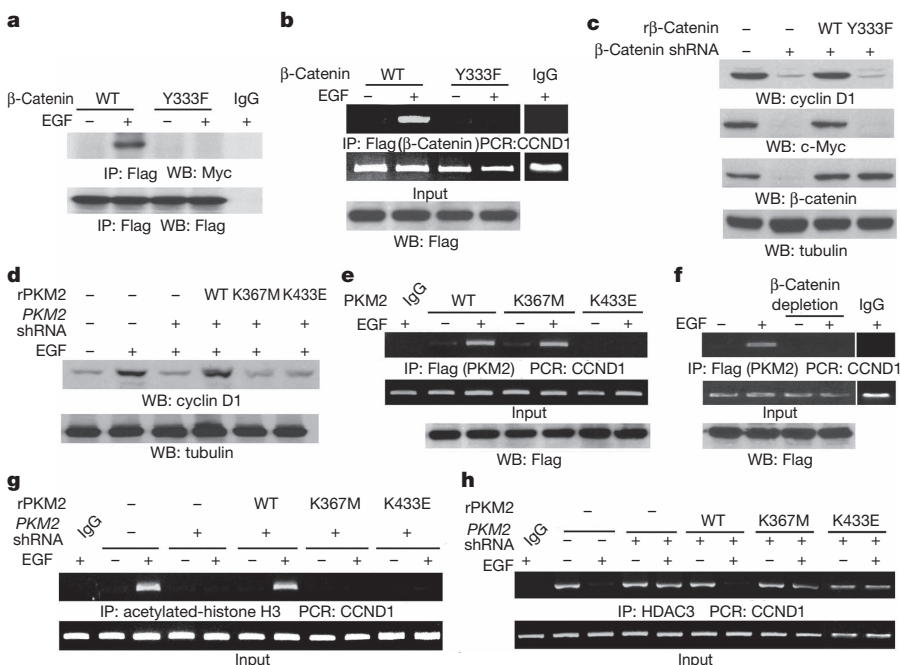 a
β-Catenin WT Y333F IgG
EGF – + – + +
IP: Flag WB: Myc
IP: Flag WB: Flag
b
β-Catenin WT Y333F IgG
EGF – + – + +
IP: Flag (β-Catenin) PCR:CCND1
Input
WB: Flag
c
rβ-Catenin – – WT Y333F
β-Catenin shRNA – + + +
WB: cyclin D1
WB: c-Myc
WB: β-catenin
WB: tubulin
d
rPKM2 – – – WT K367M K433E
PKM2
shRNA – – + + + +
EGF – + + + + +
WB: cyclin D1
WB: tubulin
e
PKM2 IgG WT K367M K433E
EGF + – + – + – +
IP: Flag (PKM2) PCR: CCND1
Input
WB: Flag
f
β-Catenin
depletion IgG
EGF – + – + +
IP: Flag (PKM2) PCR: CCND1
Input
WB: Flag
g
rPKM2 – – WT K367M K433E
PKM2
shRNA IgG – + + + +
EGF + – + – + – + – + – +
IP: acetylated-histone H3 PCR: CCND1
Input
h
rPKM2 – – WT K367M K433E
PKM2
shRNA IgG – + + + + + + + +
EGF + – + – + – + – + – +
IP: HDAC3 PCR: CCND1
Input